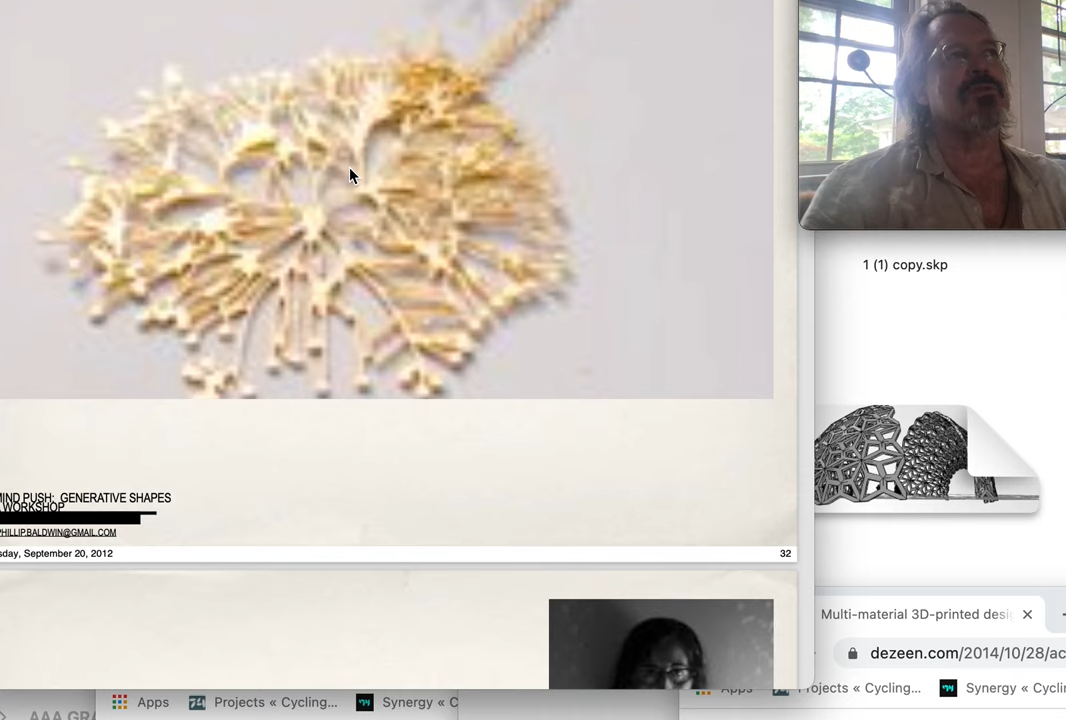 1 (1) copy.skp
MIND PUSH: GENERATIVE SHAPES
WORKSHOP
PHILLIP.BALDWIN@GMAIL.COM
sday, September 20, 2012
32
Multi-material 3D-printed desi
dezeen.com/2014/10/28/ac
Apps Projects « Cycling... Synergy « C
Apps Projects « Cycling... Synergy « Cycli
AAA GRA